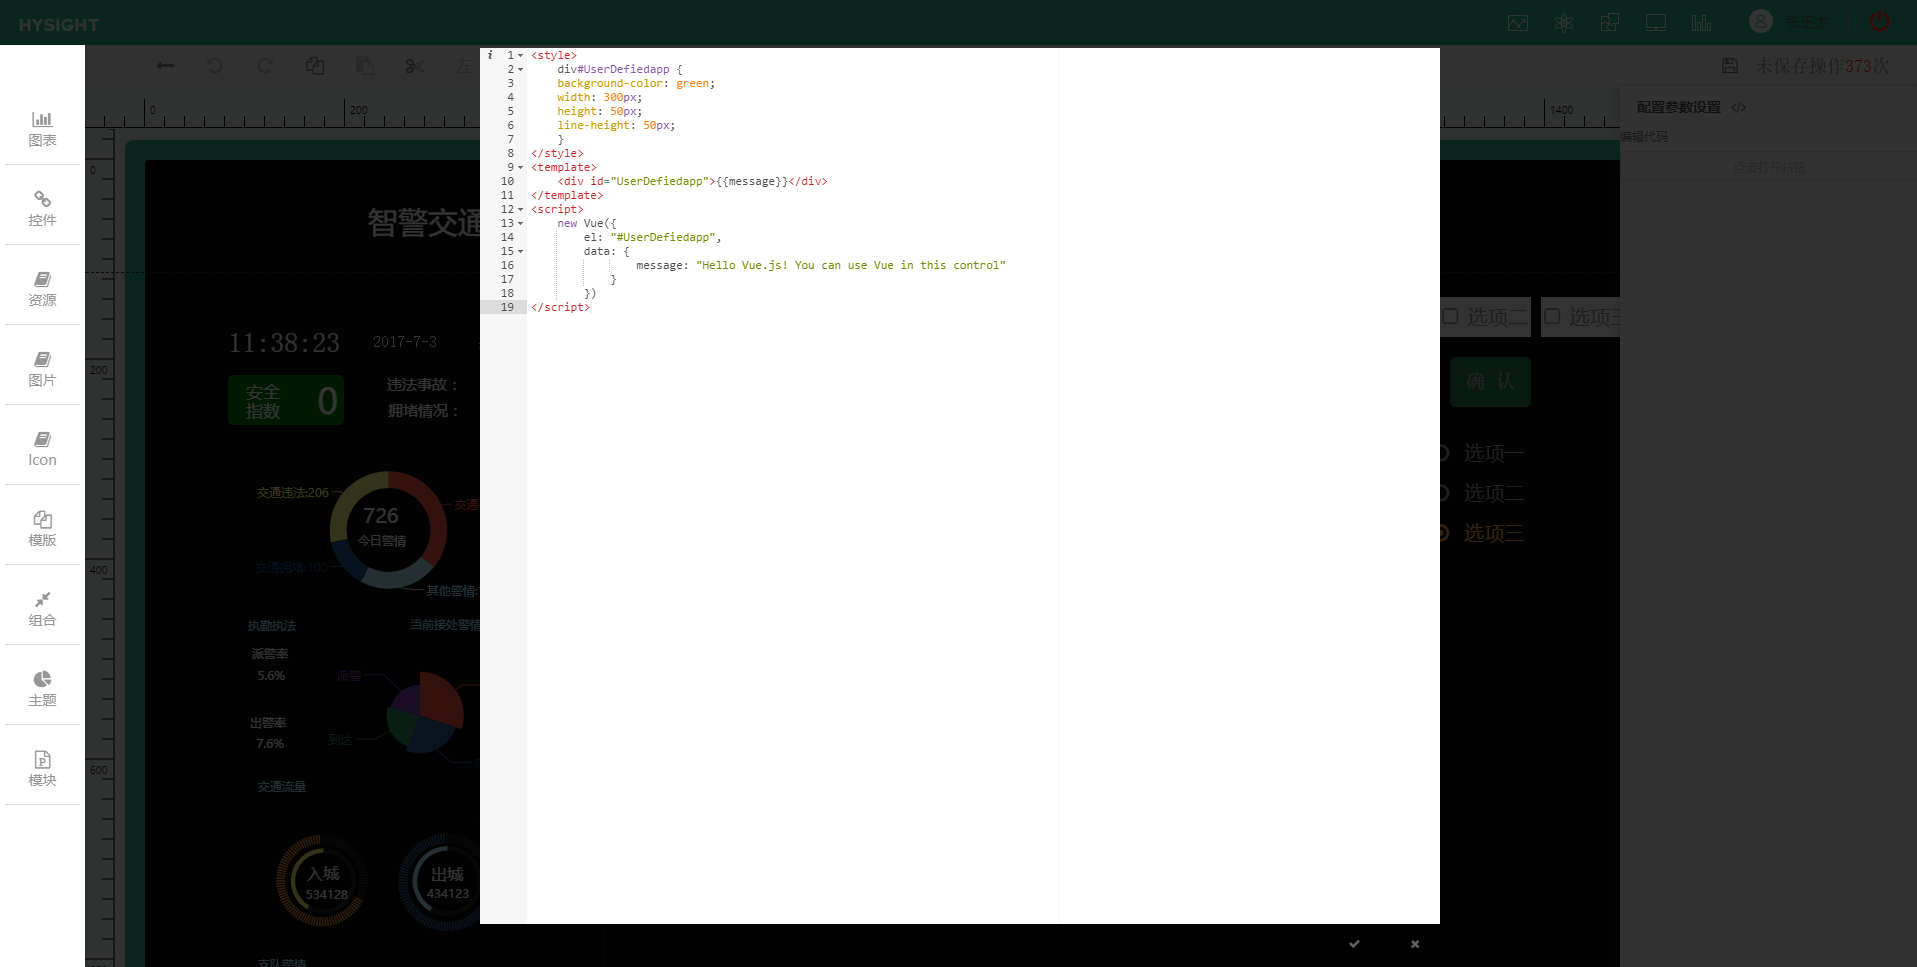 HYSIGHT
左
未保存操作373次
图表
控件
资源
图片
Icon
模版
组合
主题
模块
0
200
1400
0
200
400
600
配置参数设置 </>
编辑代码
点击打开按钮
1 <style>
2 div#UserDefiedapp {
3 background-color: green;
4 width: 300px;
5 height: 50px;
6 line-height: 50px;
7 }
8 </style>
9 <template>
10 <div id="UserDefiedapp">{{message}}</div>
11 </template>
12 <script>
13 new Vue({
14 el: "#UserDefiedapp",
15 data: {
16 message: "Hello Vue.js! You can use Vue in this control"
17 }
18 })
19 </script>
智警交通
11:38:23 2017-7-3
安全指数 0
违法事故：
拥堵情况：
选项二 选项三
确 认
选项一
选项二
选项三
交通违法:206
交通
726
今日警情
交通拥堵:100
其他警情:
执勤执法
当前接处警情
派警率
5.6%
派警
出警率
7.6%
到达
交通流量
入城
534128
出城
434123
支队警情